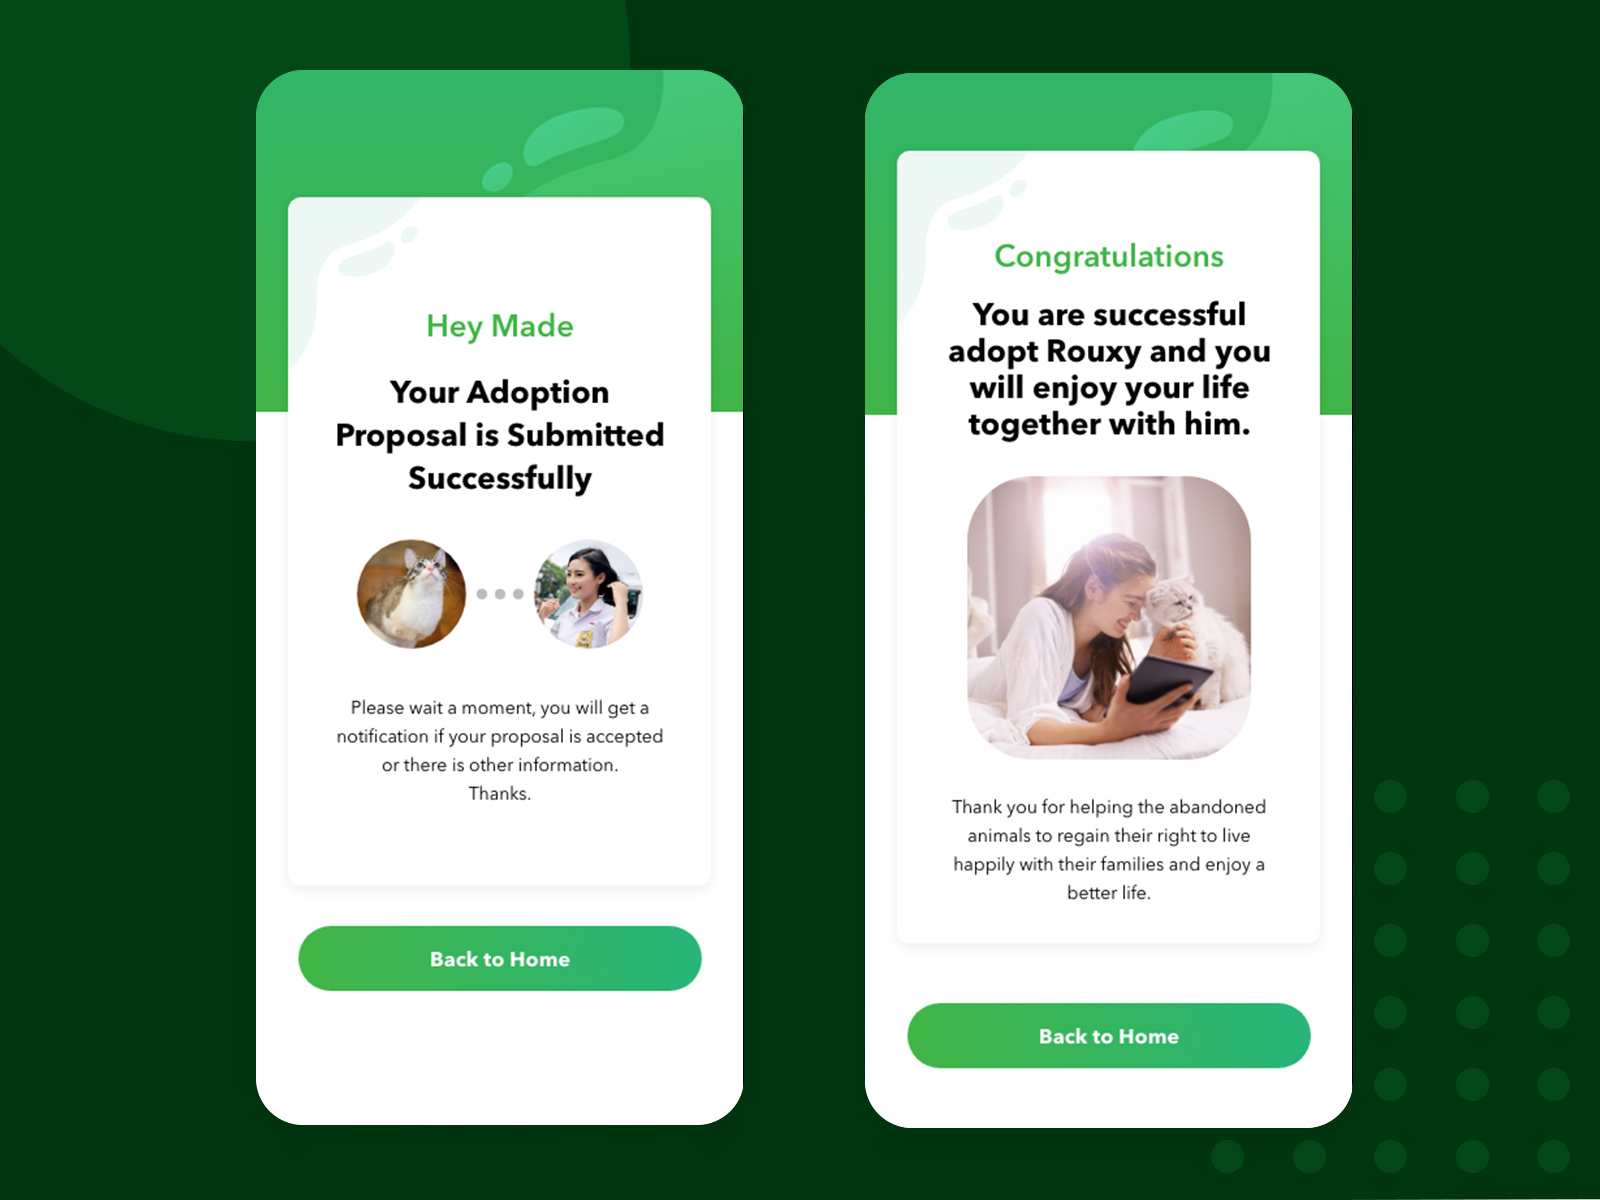 Hey Made
Your Adoption
Proposal is Submitted
Successfully
Please wait a moment, you will get a
notification if your proposal is accepted
or there is other information.
Thanks.
Back to Home
Congratulations
You are successful
adopt Rouxy and you
will enjoy your life
together with him.
Thank you for helping the abandoned
animals to regain their right to live
happily with their families and enjoy a
better life.
Back to Home